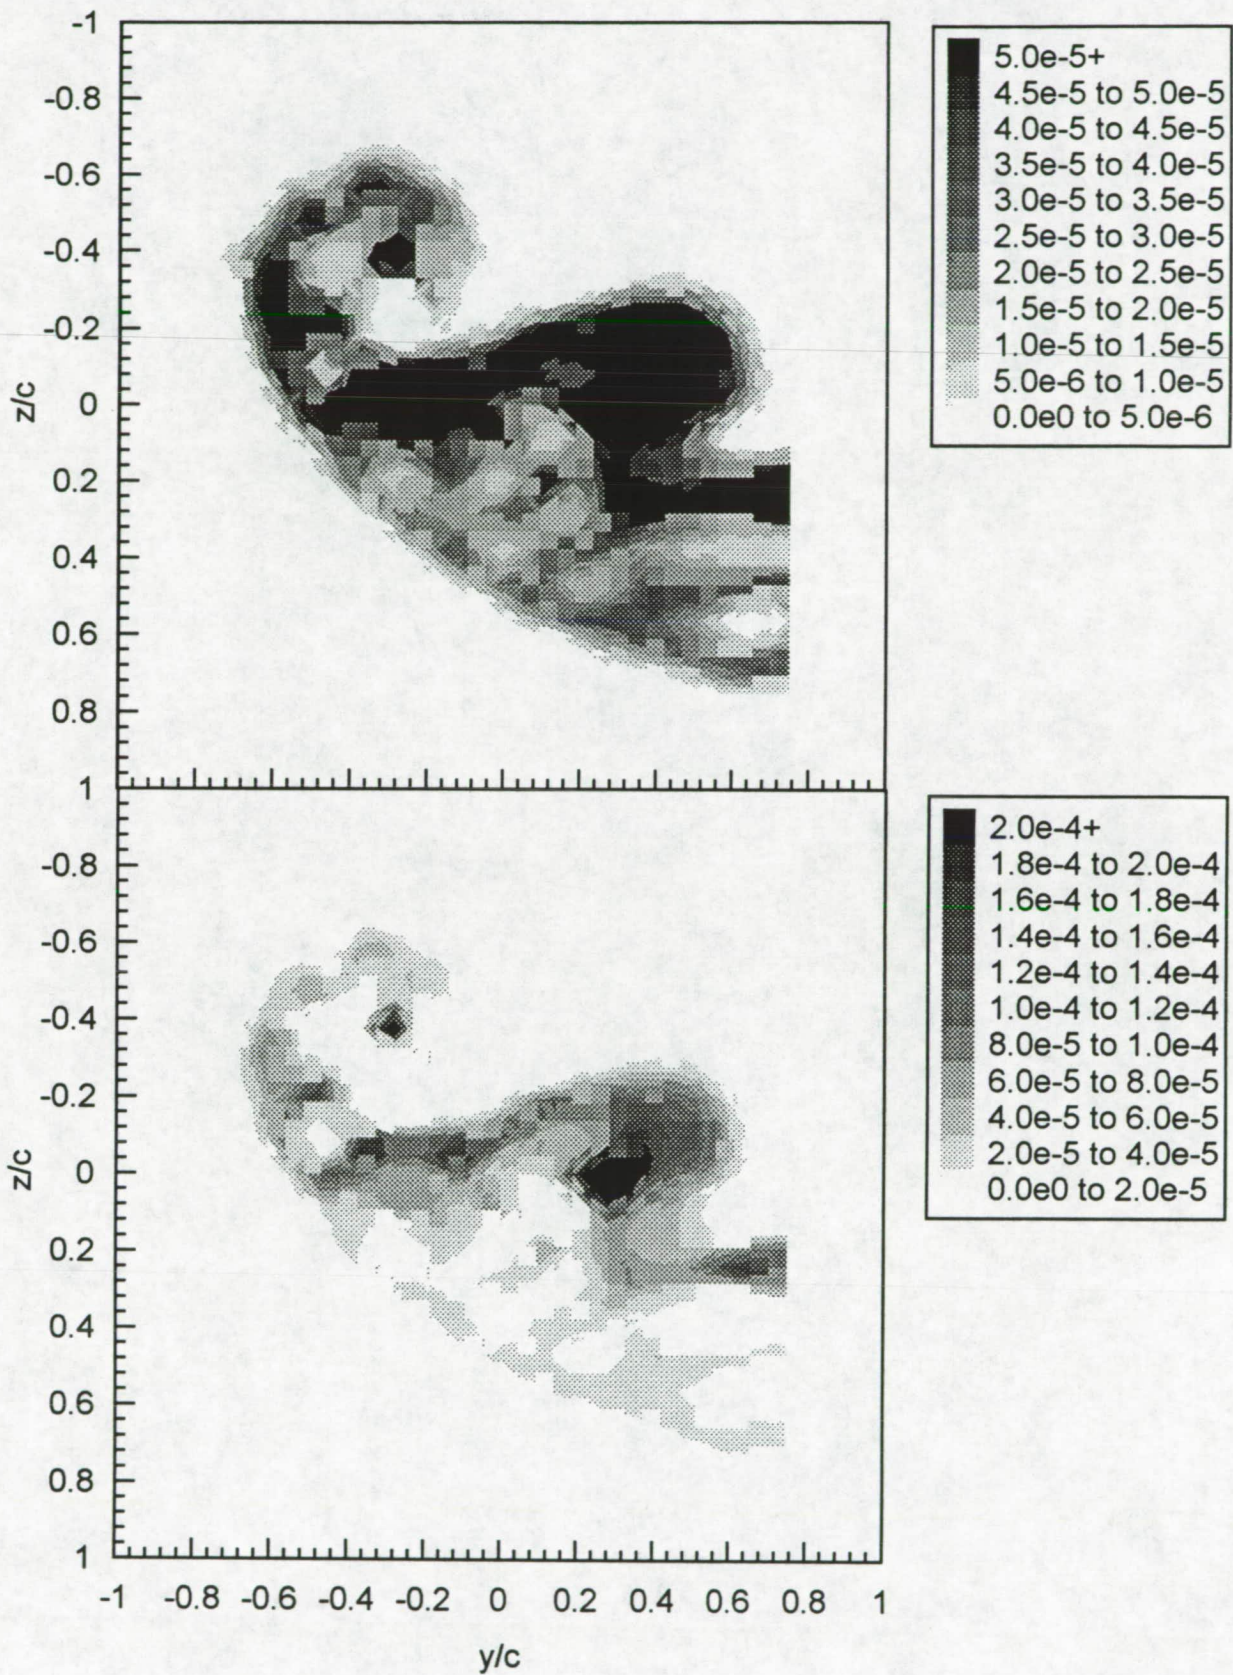 -1
-0.8
-0.6
-0.4
-0.2
0
0.2
0.4
0.6
0.8
1
z/c
5.0e-5+
4.5e-5 to 5.0e-5
4.0e-5 to 4.5e-5
3.5e-5 to 4.0e-5
3.0e-5 to 3.5e-5
2.5e-5 to 3.0e-5
2.0e-5 to 2.5e-5
1.5e-5 to 2.0e-5
1.0e-5 to 1.5e-5
5.0e-6 to 1.0e-5
0.0e0 to 5.0e-6
-0.8
-0.6
-0.4
-0.2
0
0.2
0.4
0.6
0.8
1
z/c
2.0e-4+
1.8e-4 to 2.0e-4
1.6e-4 to 1.8e-4
1.4e-4 to 1.6e-4
1.2e-4 to 1.4e-4
1.0e-4 to 1.2e-4
8.0e-5 to 1.0e-4
6.0e-5 to 8.0e-5
4.0e-5 to 6.0e-5
2.0e-5 to 4.0e-5
0.0e0 to 2.0e-5
-1 -0.8 -0.6 -0.4 -0.2 0 0.2 0.4 0.6 0.8 1
y/c